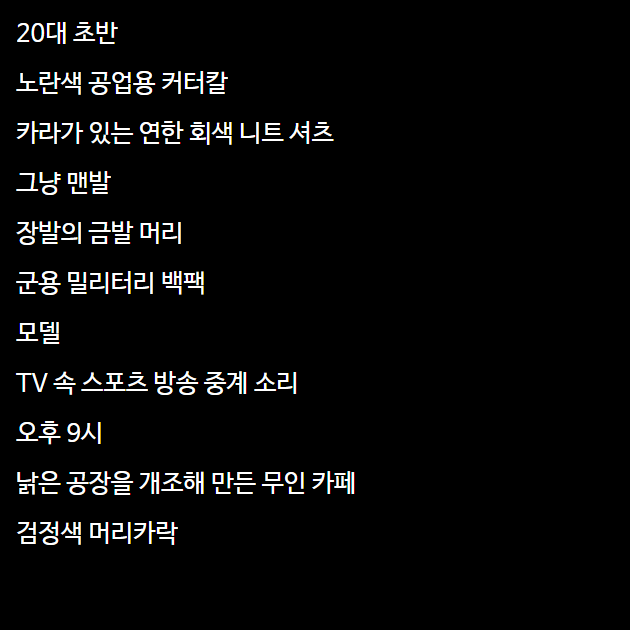 20대 초반
노란색 공업용 커터칼
카라가 있는 연한 회색 니트 셔츠
그냥 맨발
장발의 금발 머리
군용 밀리터리 백팩
모델
TV 속 스포츠 방송 중계 소리
오후 9시
낡은 공장을 개조해 만든 무인 카페
검정색 머리카락